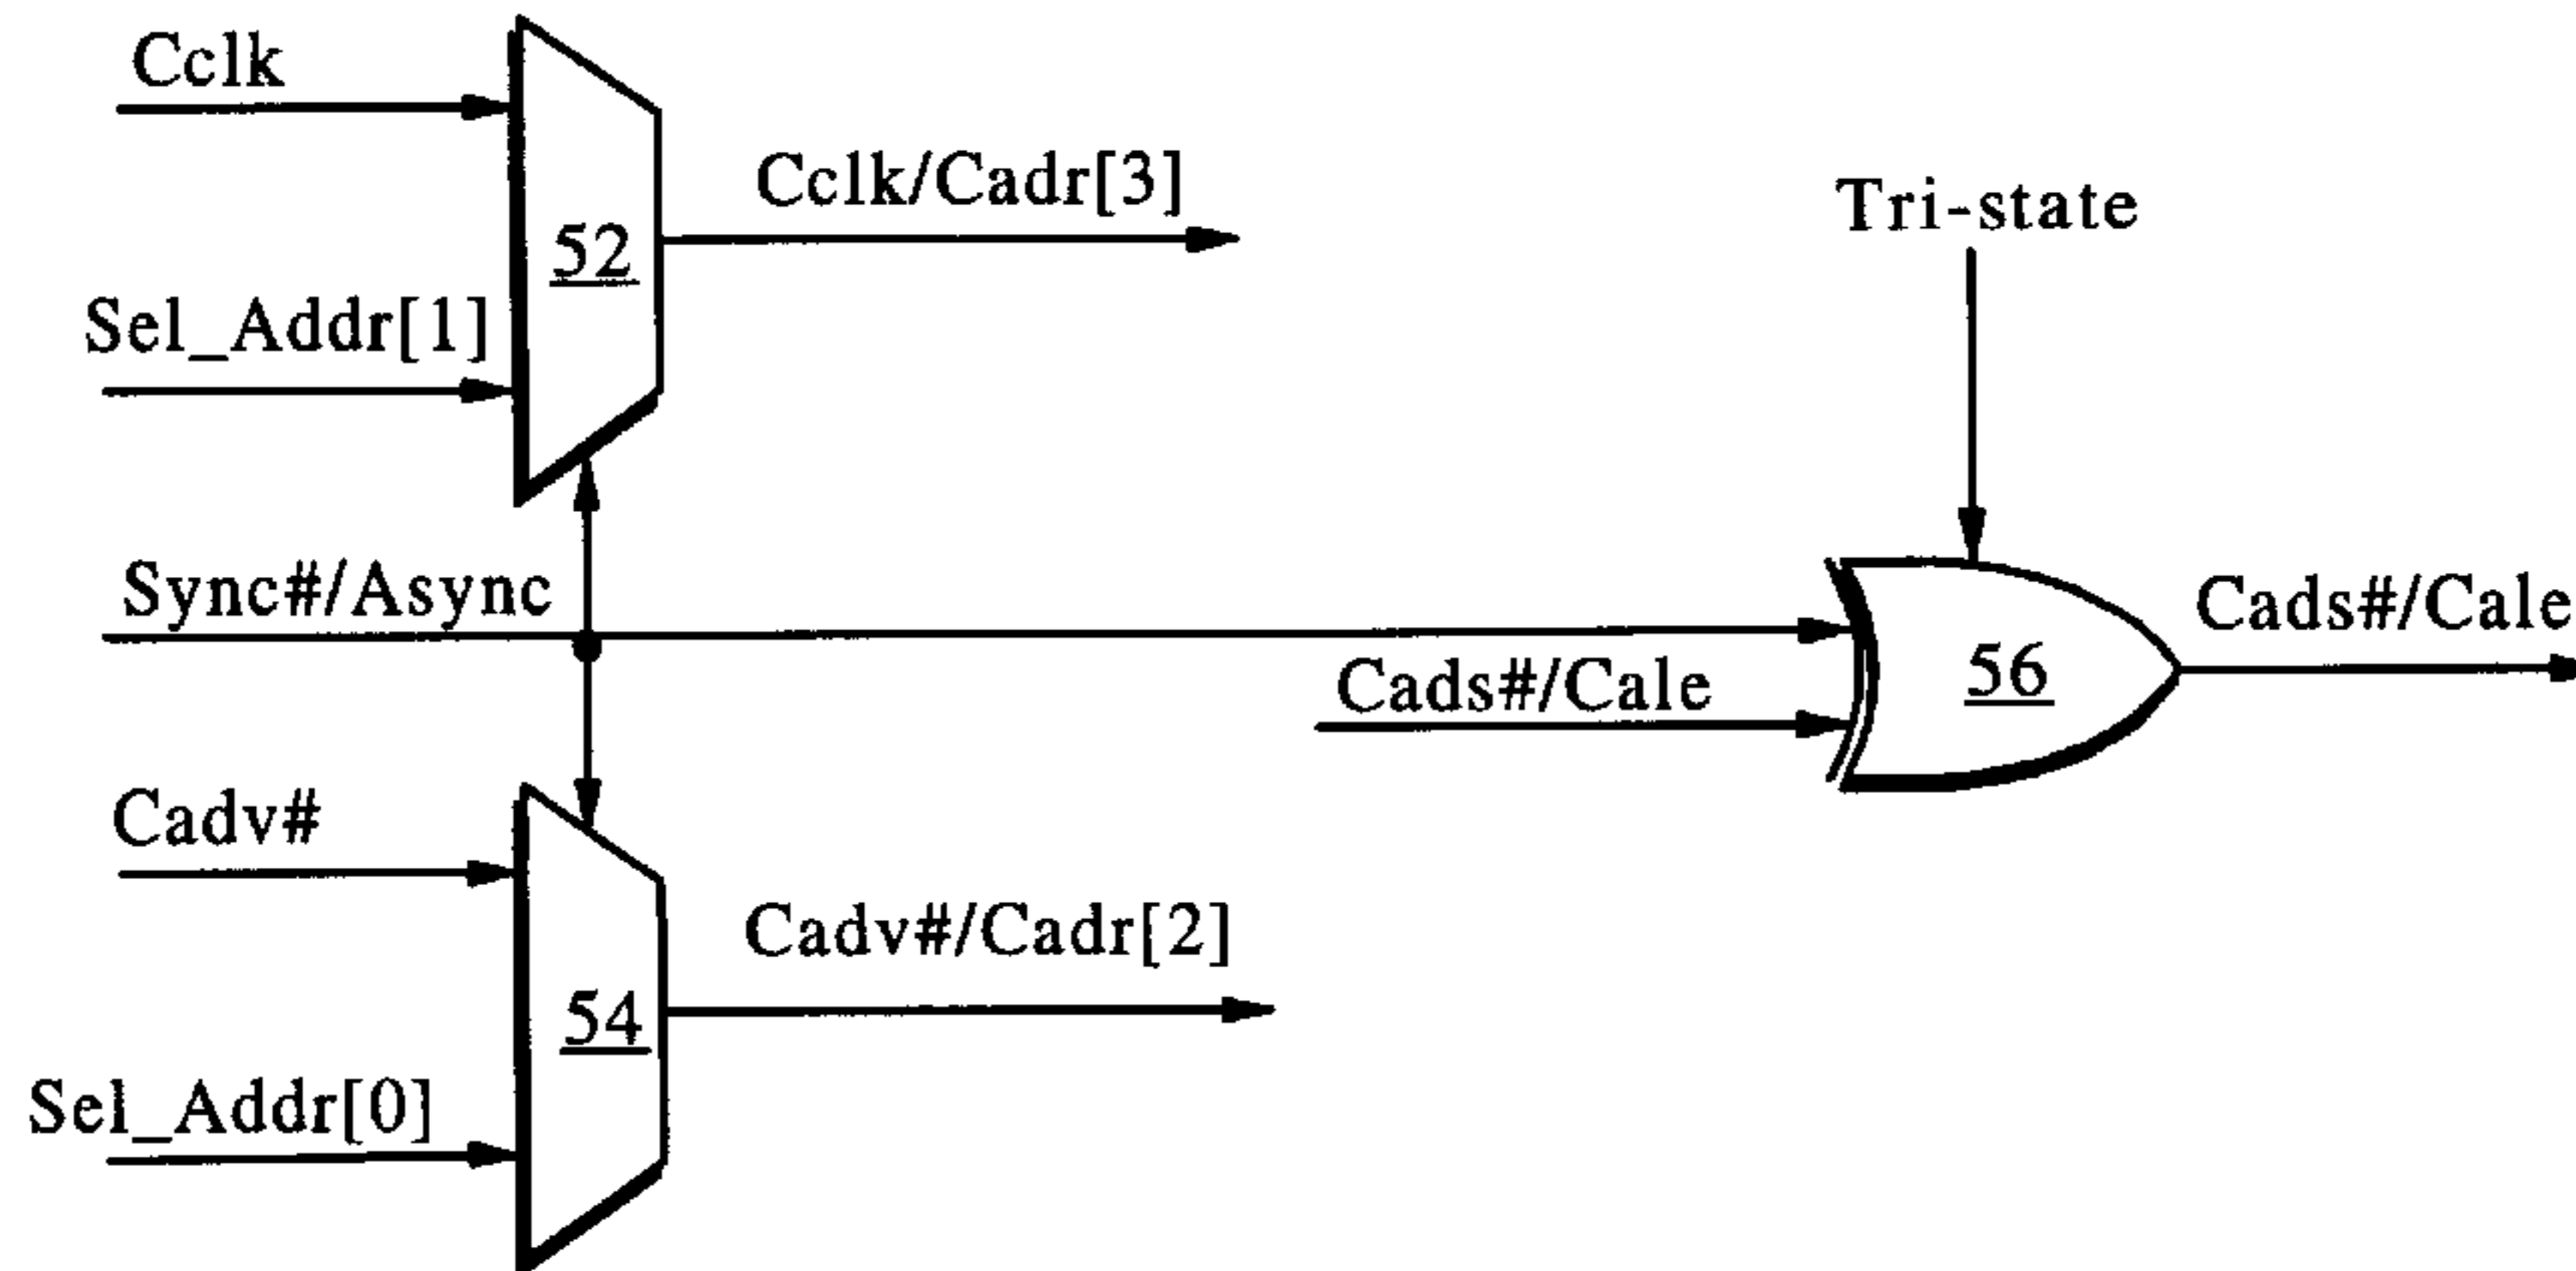 Cclk
Cclk/Cadr[3]
Tri-state
52
Sel_Addr[1]
Sync#/Async
Cads#/Cale
Cads#/Cale
56
Cadv#
Cadv#/Cadr[2]
54
Sel_Addr[0]